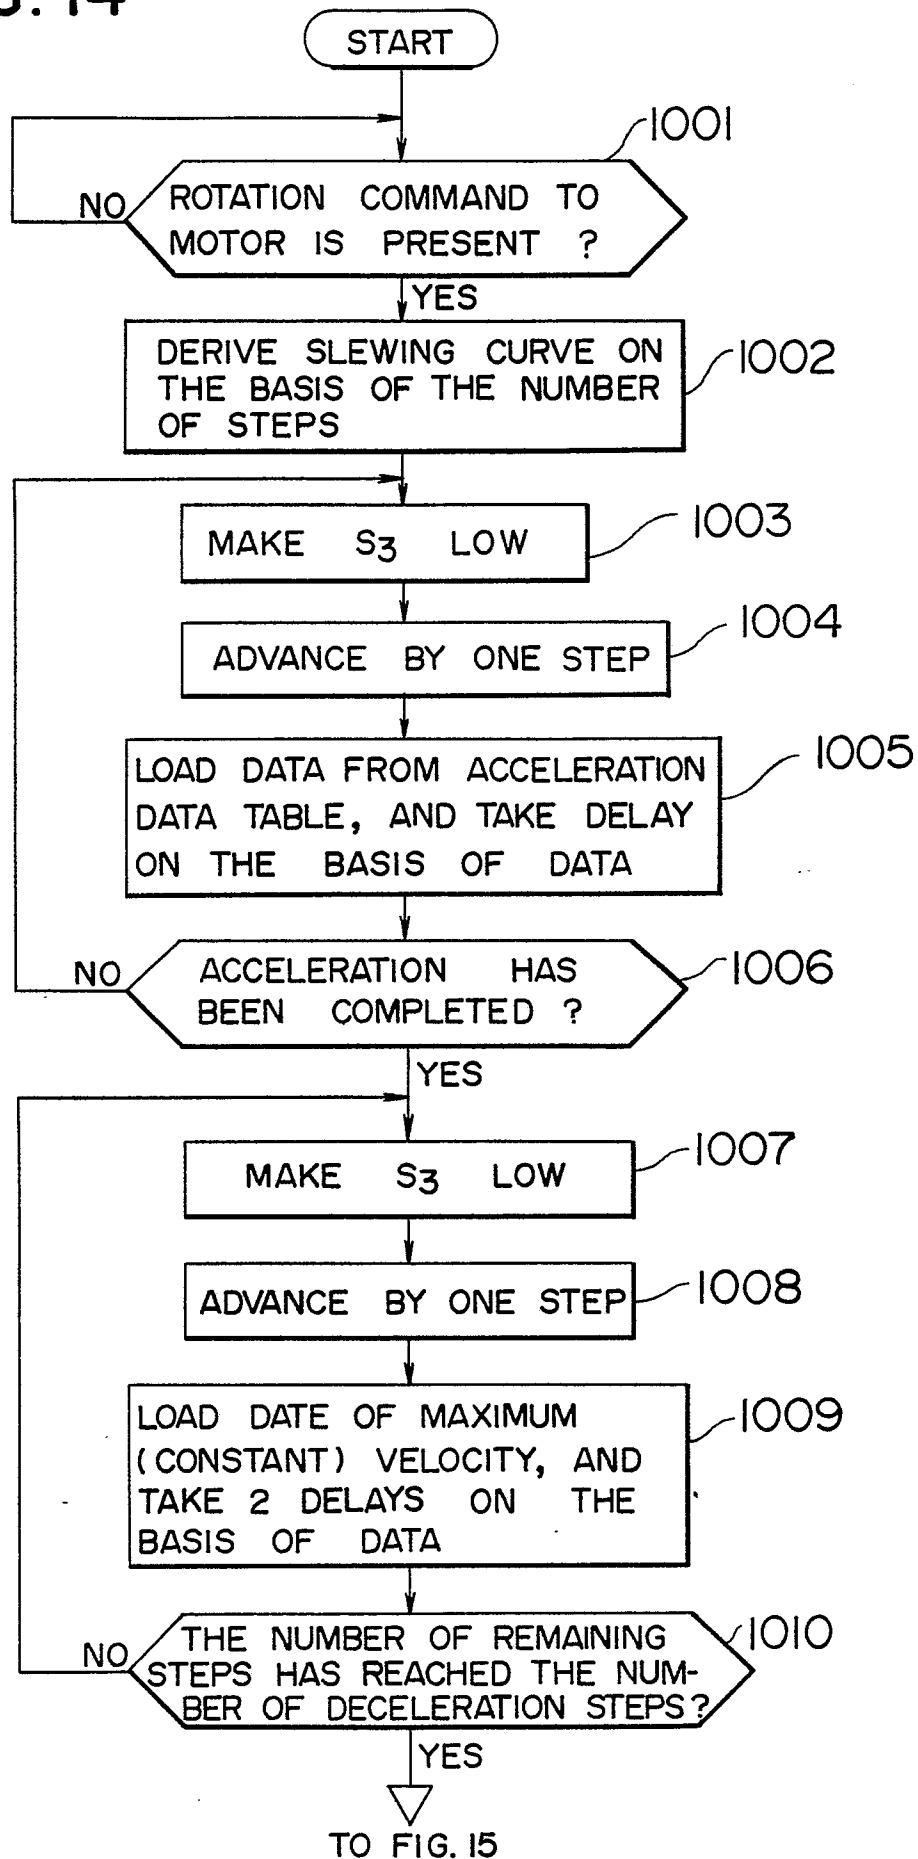 G. 14
START
1001
ROTATION COMMAND TO
MOTOR IS PRESENT ?
NO
YES
DERIVE SLEWING CURVE ON
THE BASIS OF THE NUMBER
OF STEPS
1002
MAKE S3 LOW
1003
ADVANCE BY ONE STEP
1004
LOAD DATA FROM ACCELERATION
DATA TABLE, AND TAKE DELAY
ON THE BASIS OF DATA
1005
ACCELERATION HAS
BEEN COMPLETED ?
1006
NO
YES
MAKE S3 LOW
1007
ADVANCE BY ONE STEP
1008
LOAD DATE OF MAXIMUM
(CONSTANT) VELOCITY, AND
TAKE 2 DELAYS ON THE
BASIS OF DATA
1009
THE NUMBER OF REMAINING
STEPS HAS REACHED THE NUM-
BER OF DECELERATION STEPS?
1010
NO
YES
TO FIG. 15